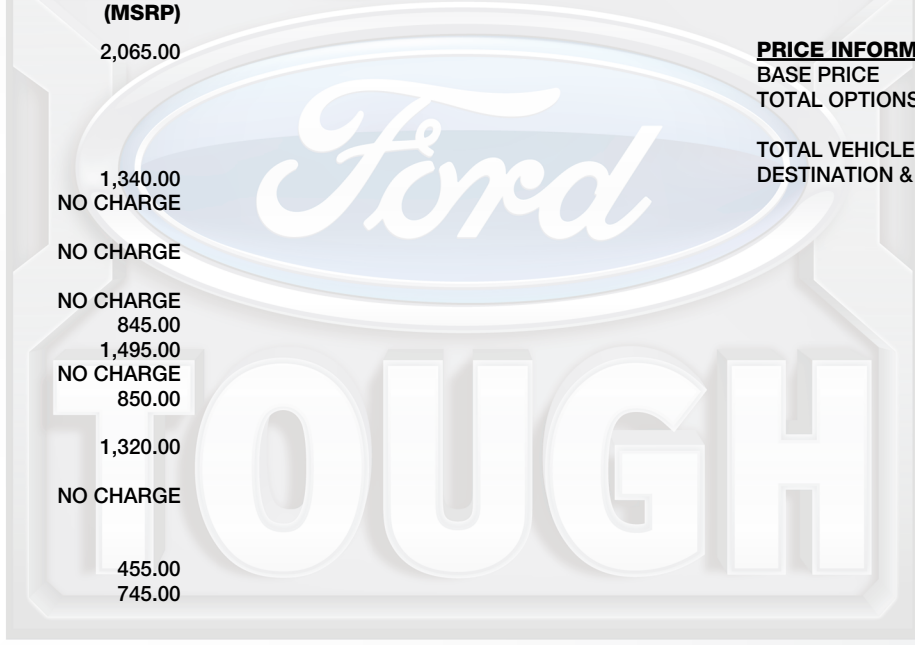 (MSRP)
2,065.00
1,340.00
NO CHARGE
NO CHARGE
NO CHARGE
845.00
1,495.00
NO CHARGE
850.00
1,320.00
NO CHARGE
455.00
745.00
PRICE INFORM
BASE PRICE
TOTAL OPTIONS
TOTAL VEHICLE
DESTINATION &
Ford
TOUGH